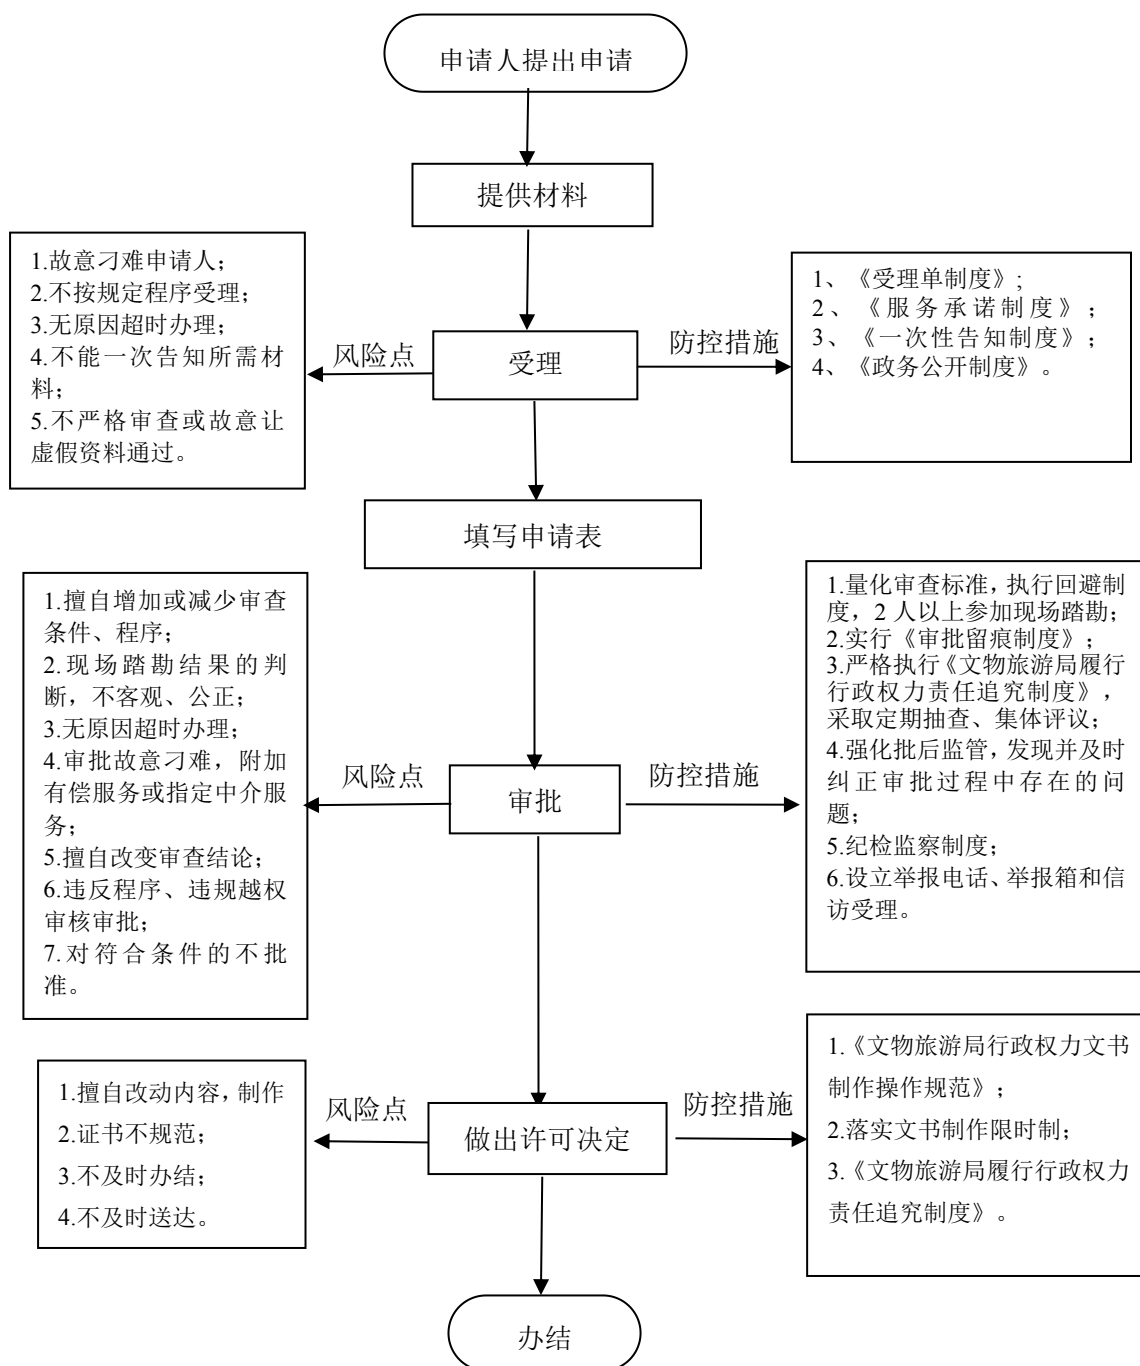 申请人提出申请
提供材料
1.故意刁难申请人；
2.不按规定程序受理；
3.无原因超时办理；
4.不能一次告知所需材
料；
5.不严格审查或故意让
虚假资料通过。
风险点
受理
防控措施
1、《受理单制度》;
2、《服务承诺制度》；
3、《一次性告知制度》；
4、《政务公开制度》。
填写申请表
1.擅自增加或减少审查
条件、程序；
2.现场踏勘结果的判
断，不客观、公正；
3.无原因超时办理；
4.审批故意刁难，附加
有偿服务或指定中介服
务；
5.擅自改变审查结论；
6.违反程序、违规越权
审核审批；
7.对符合条件的不批
准。
风险点
审批
防控措施
1.量化审查标准，执行回避制
度，2 人以上参加现场踏勘；
2.实行《审批留痕制度》；
3.严格执行《文物旅游局履行
行政权力责任追究制度》，
采取定期抽查、集体评议；
4.强化批后监管，发现并及时
纠正审批过程中存在的问
题；
5.纪检监察制度；
6.设立举报电话、举报箱和信
访受理。
1.擅自改动内容，制作
2.证书不规范；
3.不及时办结；
4.不及时送达。
风险点
做出许可决定
防控措施
1.《文物旅游局行政权力文书
制作操作规范》；
2.落实文书制作限时制；
3.《文物旅游局履行行政权力
责任追究制度》。
办结